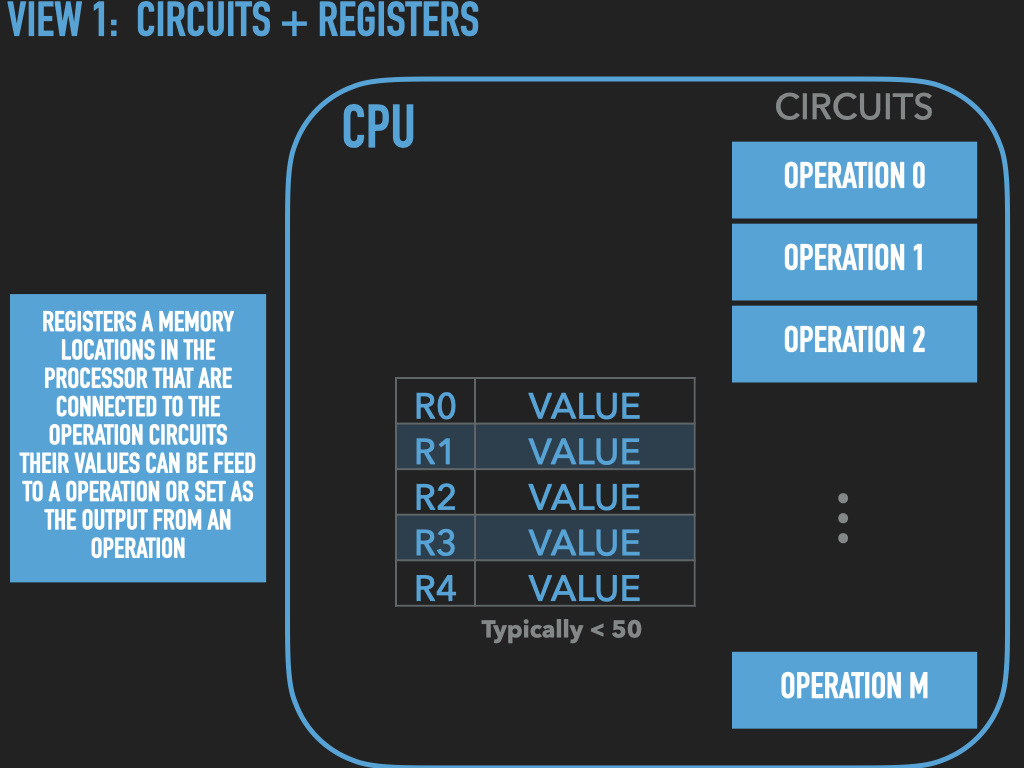 VIEW 1: CIRCUITS + REGISTERS
CPU
CIRCUITS
OPERATION 0
OPERATION 1
OPERATION 2
REGISTERS A MEMORY
LOCATIONS IN THE
PROCESSOR THAT ARE
CONNECTED TO THE
OPERATION CIRCUITS
THEIR VALUES CAN BE FEED
TO A OPERATION OR SET AS
THE OUTPUT FROM AN
OPERATION
R0 VALUE
R1 VALUE
R2 VALUE
R3 VALUE
R4 VALUE
Typically < 50
OPERATION M